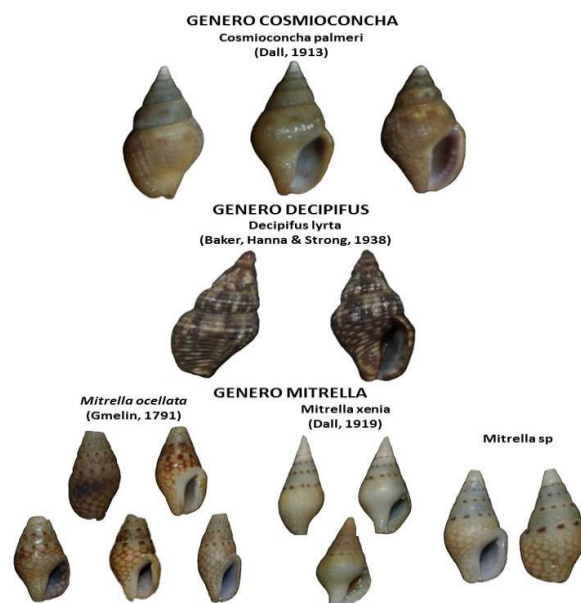 GENERO COSMIOCONCHA
Cosmioconcha palmeri
(Dall, 1913)
GENERO DECIPIFUS
Decipifus lyrta
(Baker, Hanna & Strong, 1938)
GENERO MITRELLA
Mitrella ocellata
(Gmelin, 1791)
Mitrella xenia
(Dall, 1919)
Mitrella sp